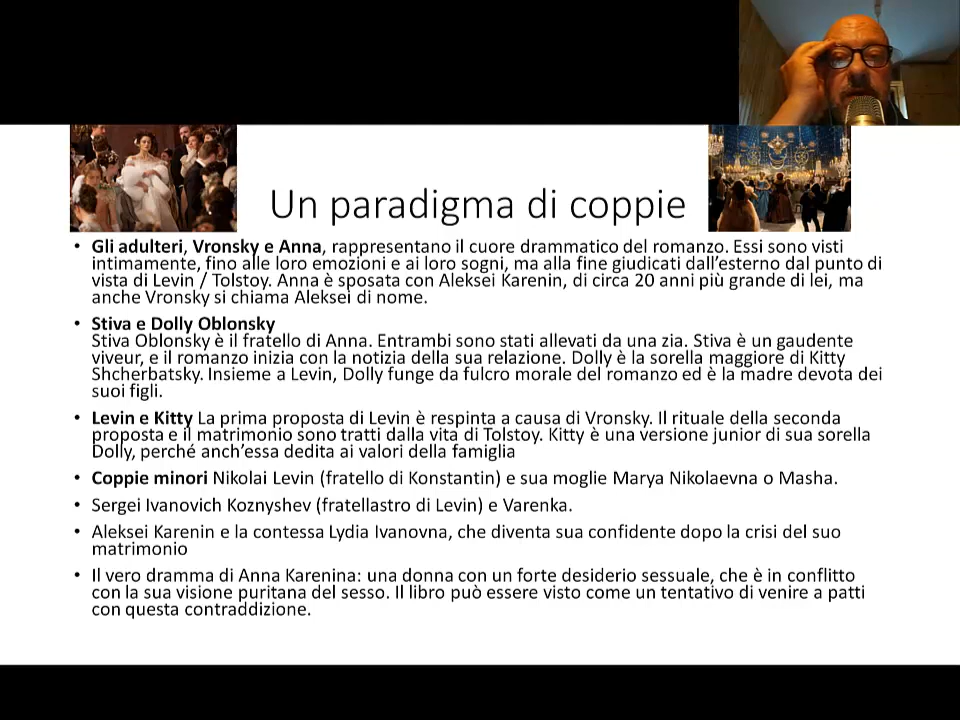 Un paradigma di coppie
• Gli adulteri, Vronsky e Anna, rappresentano il cuore drammatico del romanzo. Essi sono visti
intimamente, fino alle loro emozioni e ai loro sogni, ma alla fine giudicati dall'esterno dal punto di
vista di Levin / Tolstoy. Anna è sposata con Aleksei Karenin, di circa 20 anni più grande di lei, ma
anche Vronsky si chiama Aleksei di nome.
• Stiva e Dolly Oblonsky
Stiva Oblonsky è il fratello di Anna. Entrambi sono stati allevati da una zia. Stiva è un gaudente
viveur, e il romanzo inizia con la notizia della sua relazione. Dolly è la sorella maggiore di Kitty
Shcherbatsky. Insieme a Levin, Dolly funge da fulcro morale del romanzo ed è la madre devota dei
suoi figli.
• Levin e Kitty La prima proposta di Levin è respinta a causa di Vronsky. Il rituale della seconda
proposta e il matrimonio sono tratti dalla vita di Tolstoy. Kitty è una versione junior di sua sorella
Dolly, perché anch'essa dedita ai valori della famiglia
• Coppie minori Nikolai Levin (fratello di Konstantin) e sua moglie Marya Nikolaevna o Masha.
• Sergei Ivanovich Koznyshev (fratellastro di Levin) e Varenka.
• Aleksei Karenin e la contessa Lydia Ivanovna, che diventa sua confidente dopo la crisi del suo
matrimonio
• Il vero dramma di Anna Karenina: una donna con un forte desiderio sessuale, che è in conflitto
con la sua visione puritana del sesso. Il libro può essere visto come un tentativo di venire a patti
con questa contraddizione.